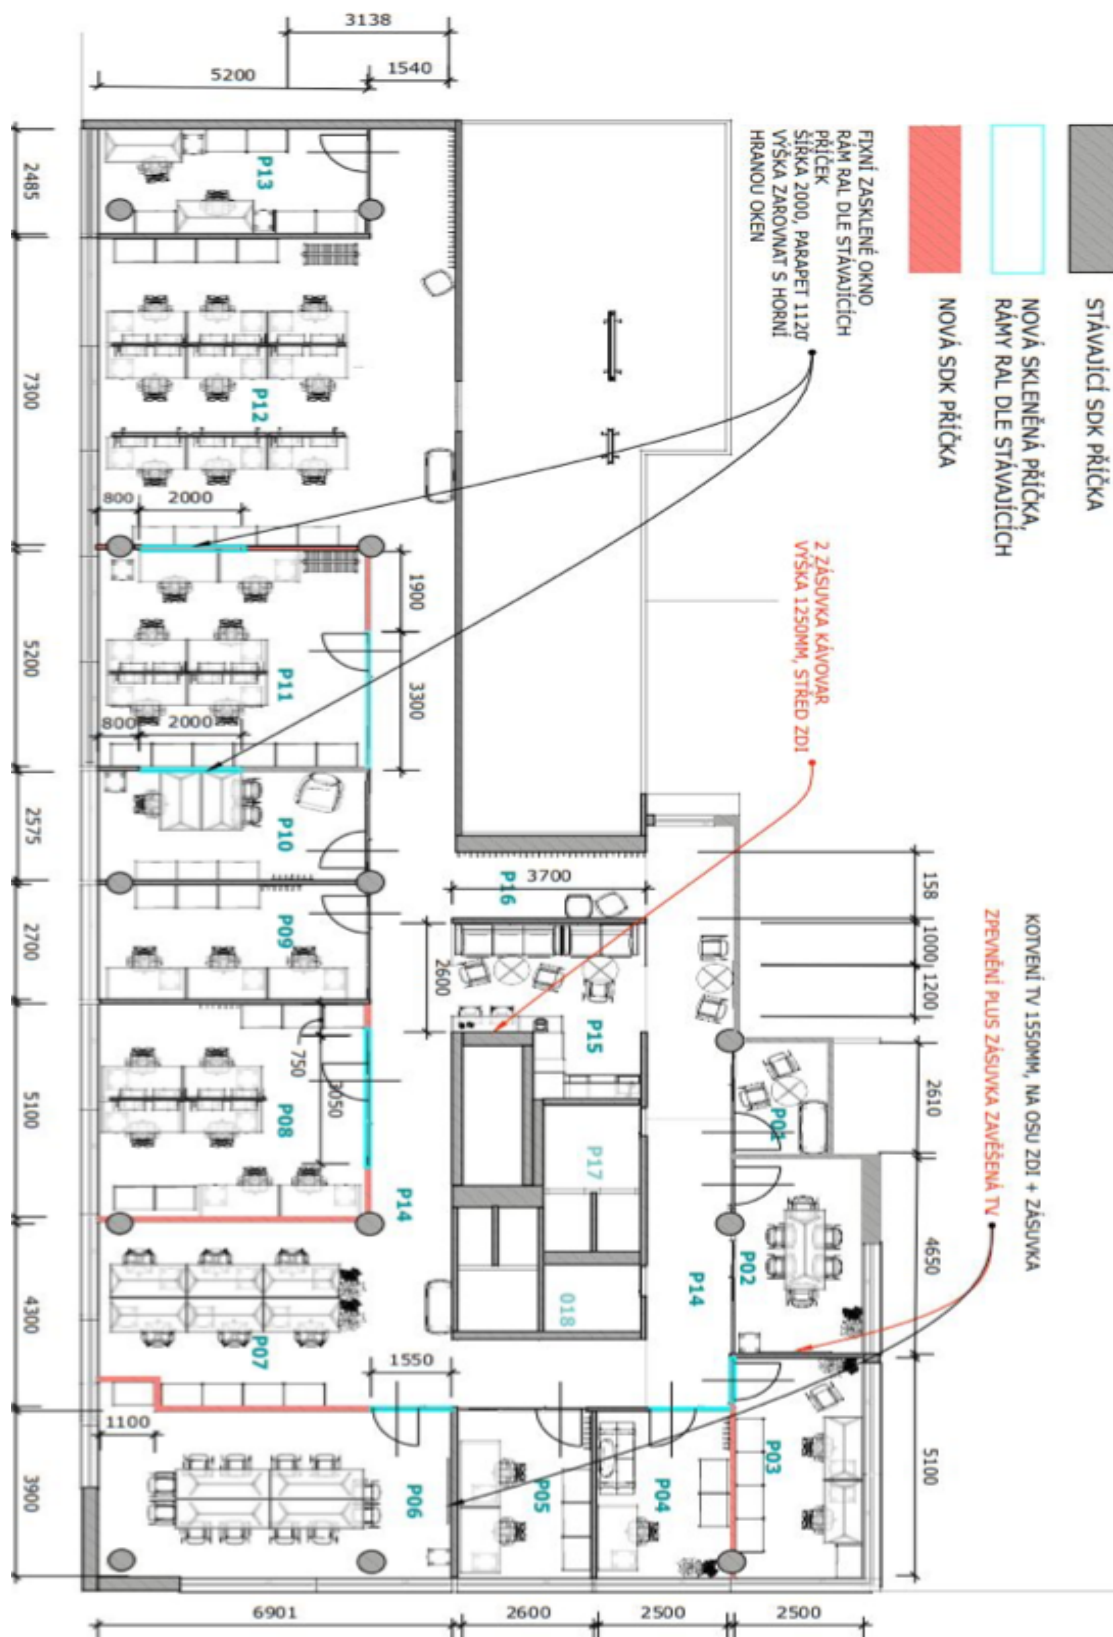 3138
5200
1540
STÁVAJÍCÍ SDK PŘÍČKA
NOVÁ SKLENĚNÁ PŘÍČKA,
RÁMY RAL DLE STÁVAJÍCÍCH
NOVÁ SDK PŘÍČKA
FIXNÍ ZASKLENÉ OKNO
RÁM RAL DLE STÁVAJÍCÍCH
PŘÍČEK
ŠÍŘKA 2000, PARAPET 1120
VÝŠKA ZAROVNAT S HORNÍ
HRANOU OKEN
2 ZÁSUVKA KÁVOVAR
VÝŠKA 1250MM, STŘED ZDI
KOTVENÍ TV 1550MM, NA OSU ZDI + ZÁSUVKA
ZPEVNĚNÍ PLUS ZÁSUVKA ZAVĚŠENÁ TV
2485
7300
5200
2575
2700
5100
4300
3900
P13
P12
800
2000
1900
3300
P11
800
2000
P10
P09
P16
3700
2600
P15
158
1000
1200
2610
4650
5100
750
3050
P08
P14
P17
018
P14
P01
P02
P07
1550
1100
P06
P05
P04
P03
6901
2600
2500
2500